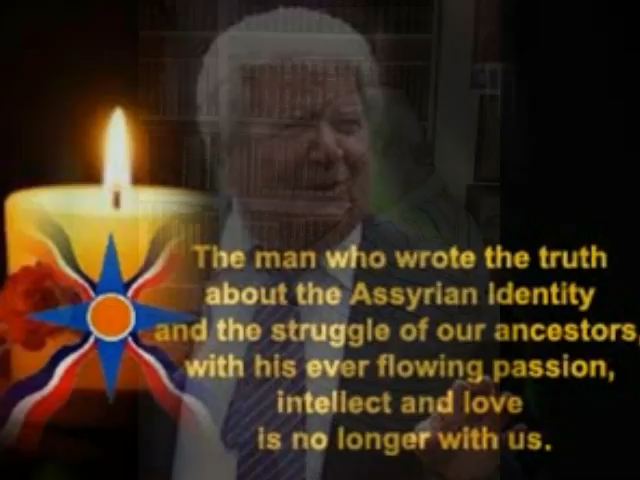 The man who wrote the truth
about the Assyrian Identity
and the struggle of our ancestors,
with his ever flowing passion,
intellect and love
is no longer with us.